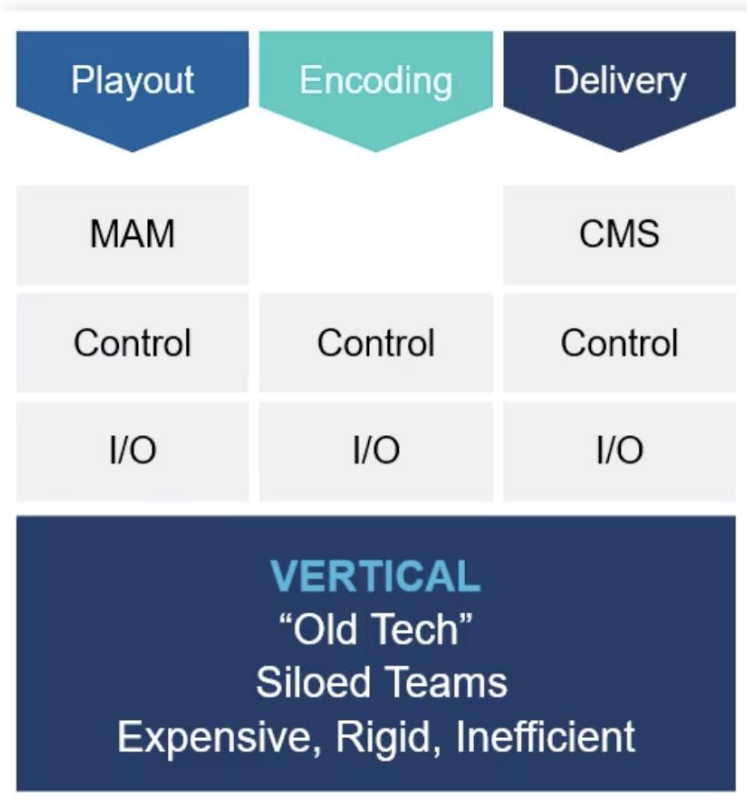 Playout Encoding Delivery
MAM CMS
Control Control Control
I/O I/O I/O
VERTICAL
“Old Tech”
Siloed Teams
Expensive, Rigid, Inefficient